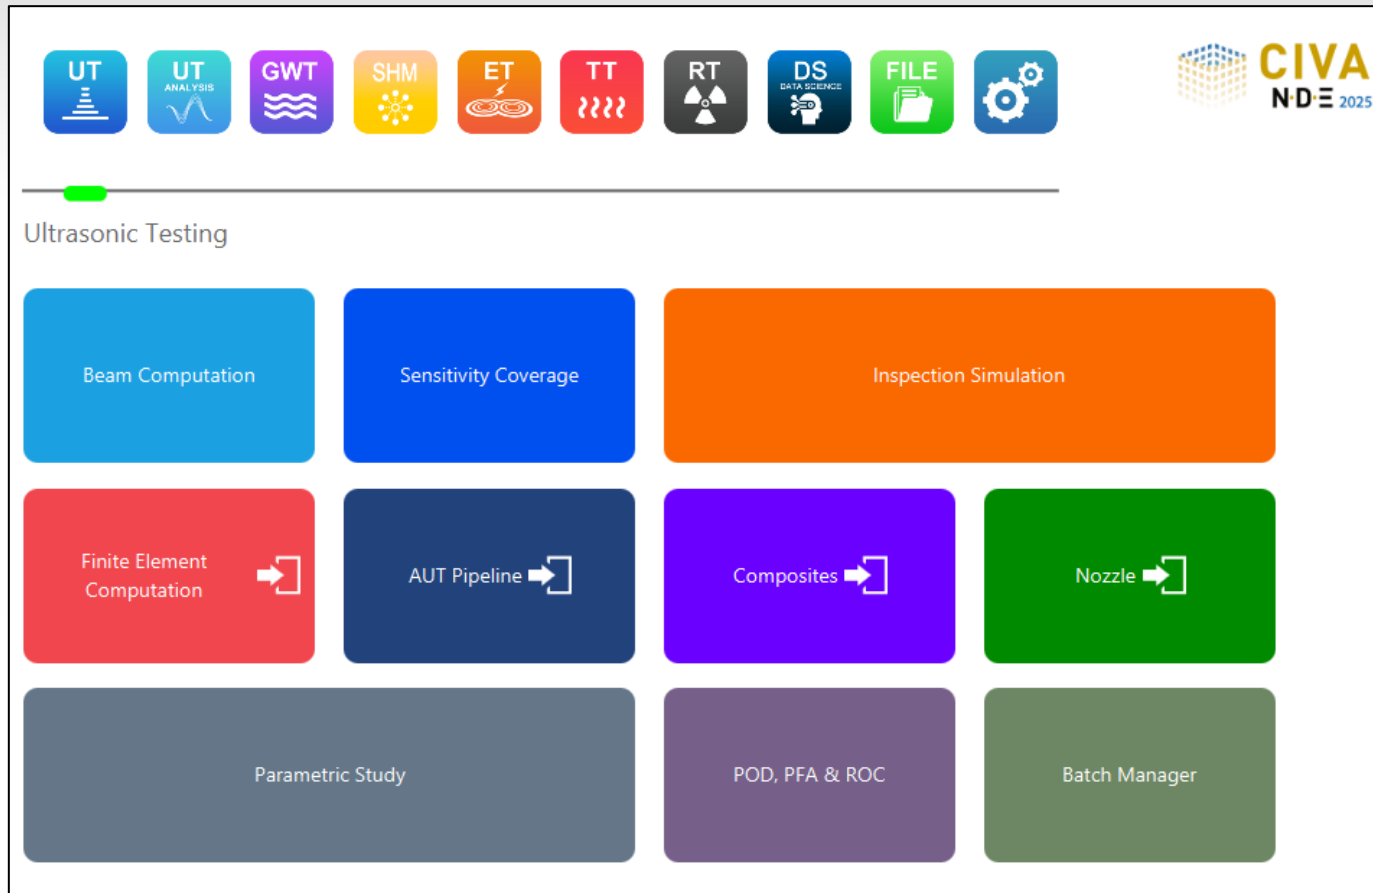 UT
UT
ANALYSIS
GWT
SHM
ET
TT
RT
DS
DATA SCIENCE
FILE
CIVA
N·D·E 2025
Ultrasonic Testing
Beam Computation
Sensitivity Coverage
Inspection Simulation
Finite Element
Computation
AUT Pipeline
Composites
Nozzle
Parametric Study
POD, PFA & ROC
Batch Manager